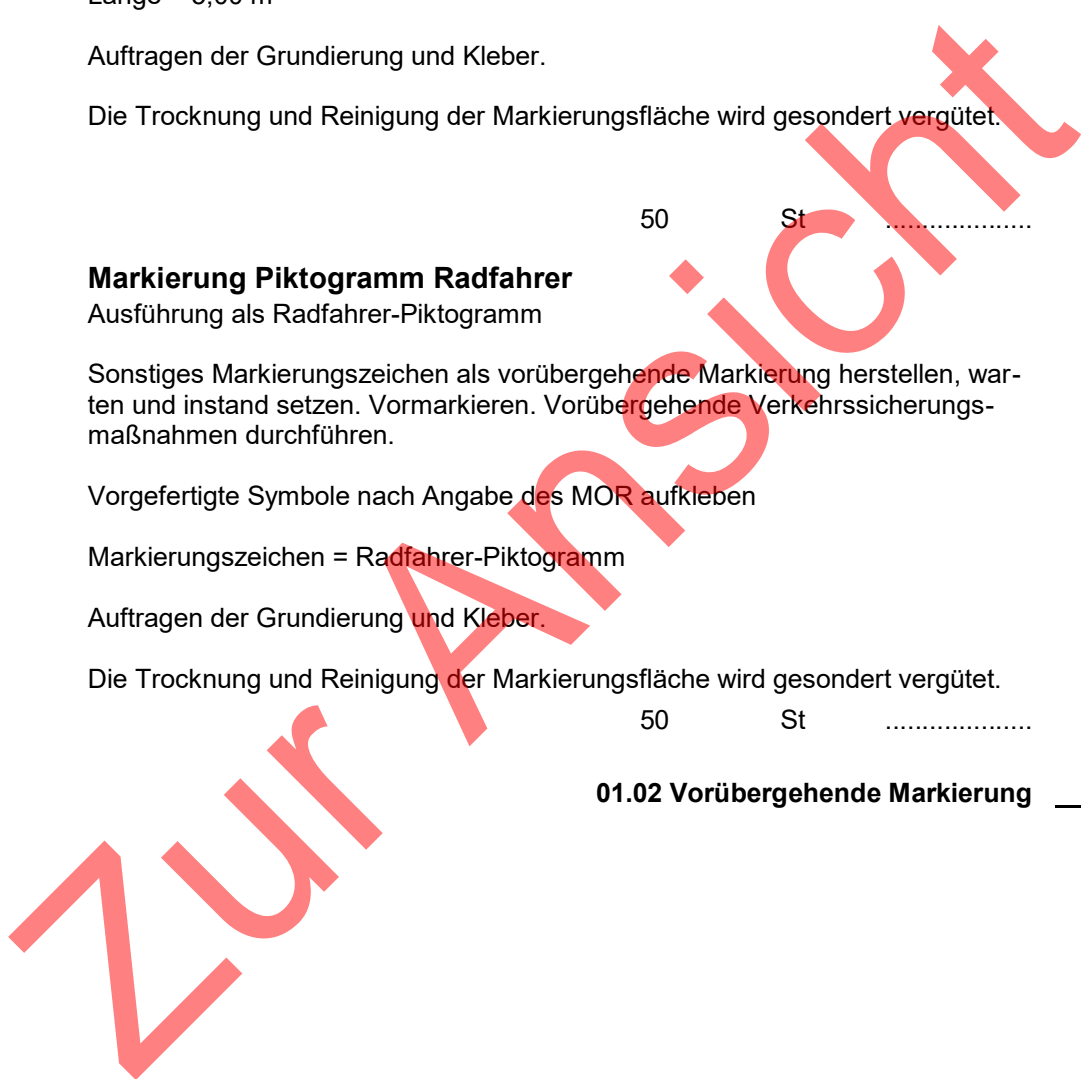 Auftragen der Grundierung und Kleber.
Die Trocknung und Reinigung der Markierungsfläche wird gesondert vergütet.
50 St ....................
Markierung Piktogramm Radfahrer
Ausführung als Radfahrer-Piktogramm
Sonstiges Markierungszeichen als vorübergehende Markierung herstellen, war-
ten und instand setzen. Vormarkieren. Vorübergehende Verkehrssicherungs-
maßnahmen durchführen.
Vorgefertigte Symbole nach Angabe des MOR aufkleben
Markierungszeichen = Radfahrer-Piktogramm
Auftragen der Grundierung und Kleber.
Die Trocknung und Reinigung der Markierungsfläche wird gesondert vergütet.
50 St ....................
01.02 Vorübergehende Markierung
Zur Ansicht